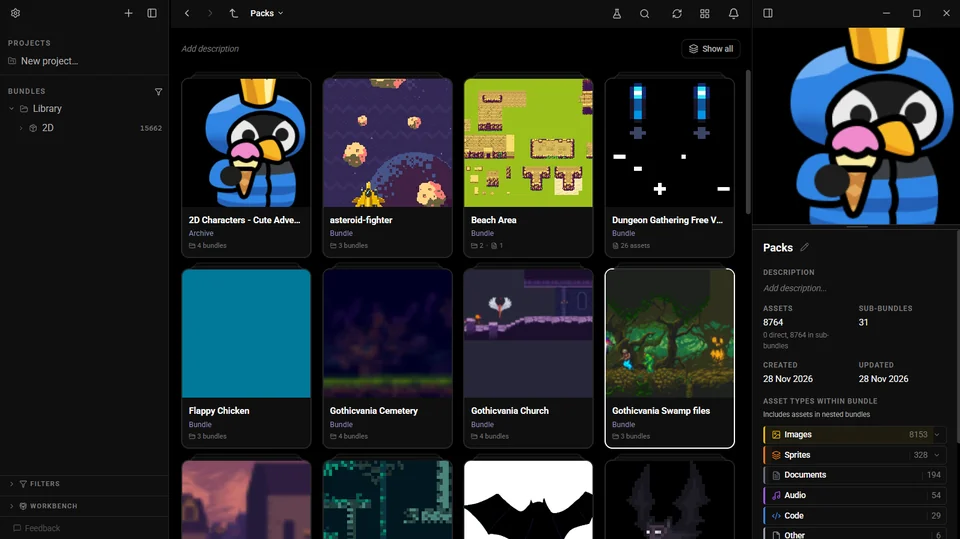 PROJECTS
New project...
BUNDLES
Library
2D 15662
FILTERS
WORKBENCH
Feedback
Packs
Add description
Show all
2D Characters - Cute Adve...
Archive
4 bundles
asteroid-fighter
Bundle
3 bundles
Beach Area
Bundle
2 · 1
Dungeon Gathering Free V...
Bundle
26 assets
Flappy Chicken
Bundle
3 bundles
Gothicvania Cemetery
Bundle
4 bundles
Gothicvania Church
Bundle
4 bundles
Gothicvania Swamp files
Bundle
3 bundles
Packs
DESCRIPTION
Add description...
ASSETS SUB-BUNDLES
8764 31
0 direct, 8764 in sub-
bundles
CREATED UPDATED
28 Nov 2026 28 Nov 2026
ASSET TYPES WITHIN BUNDLE
Includes assets in nested bundles
Images 8153
Sprites 328
Documents 194
Audio 54
Code 29
Other 6